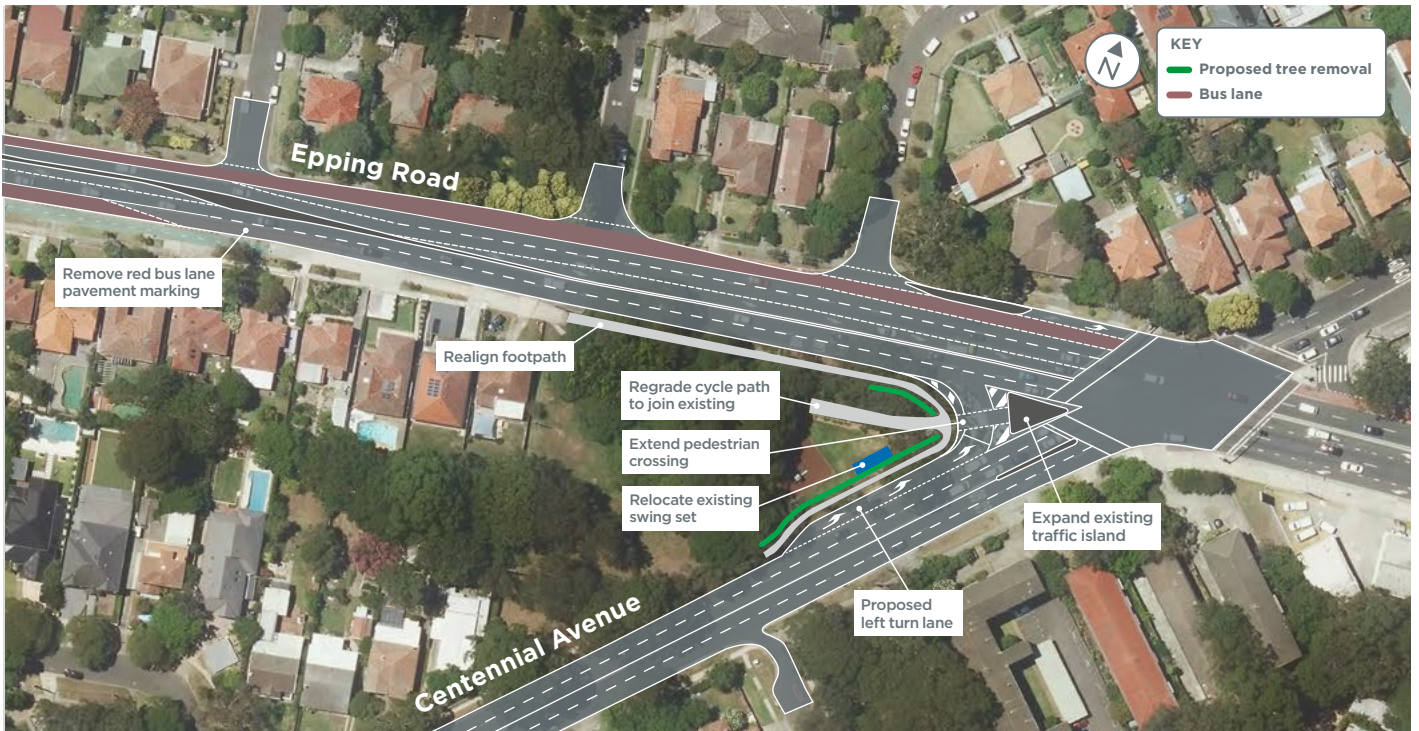 KEY
Proposed tree removal
Bus lane
N
Epping Road
Remove red bus lane
pavement marking
Realign footpath
Regrade cycle path
to join existing
Extend pedestrian
crossing
Relocate existing
swing set
Expand existing
traffic island
Proposed
left turn lane
Centennial Avenue